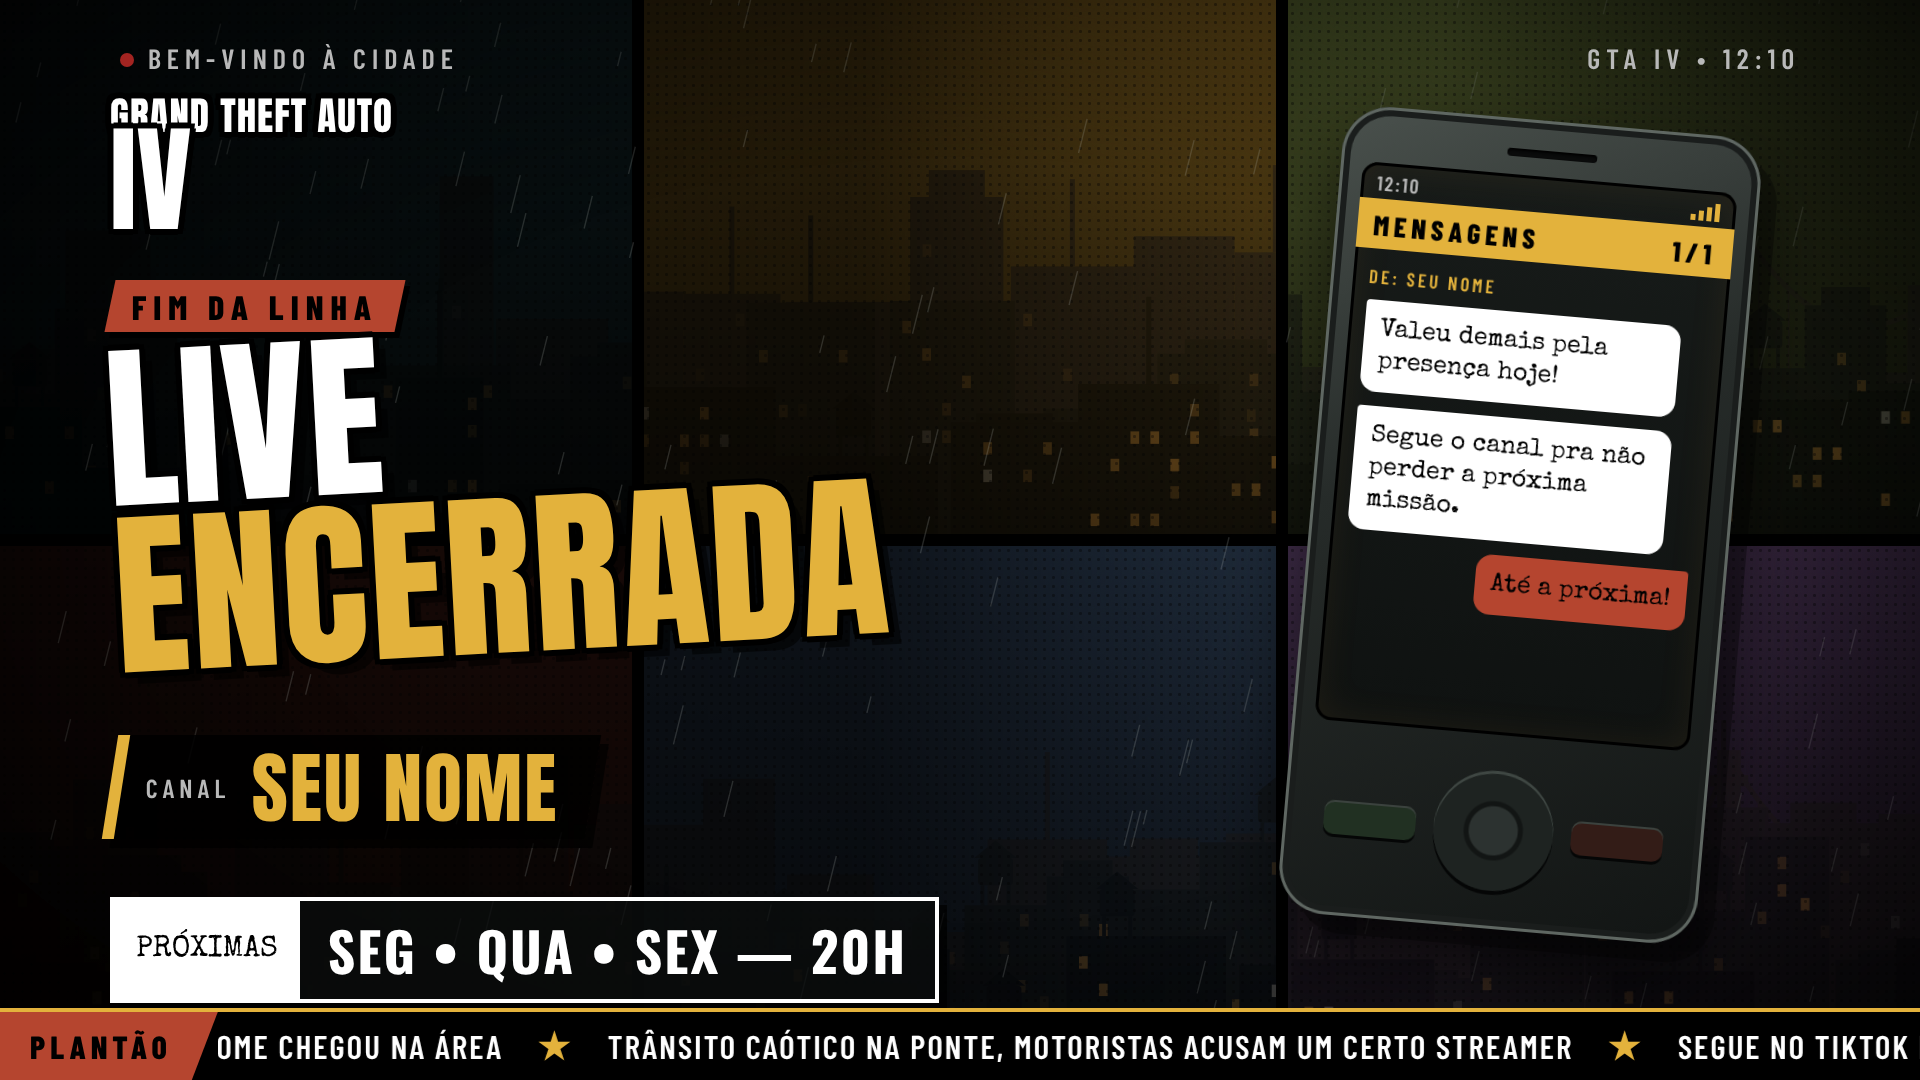 BEM-VINDO À CIDADE
GTA IV • 12:10
GRAND THEFT AUTO
IV
FIM DA LINHA
LIVE
ENCERRADA
CANAL SEU NOME
PRÓXIMAS SEG • QUA • SEX — 20H
12:10
MENSAGENS 1/1
DE: SEU NOME
Valeu demais pela
presença hoje!
Segue o canal pra não
perder a próxima
missão.
Até a próxima!
PLANTÃO OME CHEGOU NA ÁREA ★ TRÂNSITO CAÓTICO NA PONTE, MOTORISTAS ACUSAM UM CERTO STREAMER ★ SEGUE NO TIKTOK